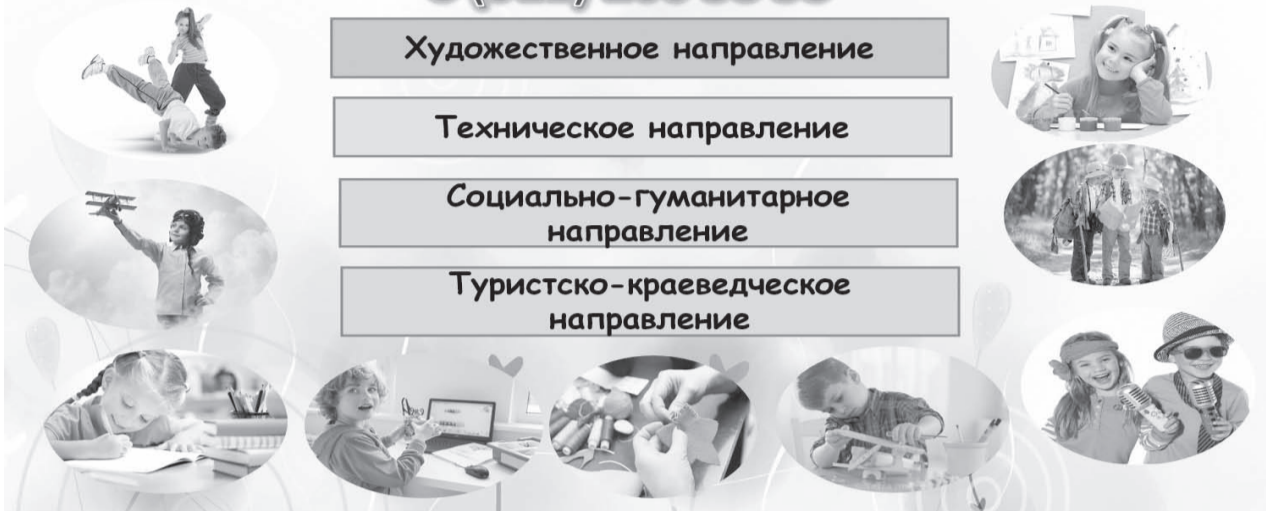 Художественное направление
Техническое направление
Социально-гуманитарное
направление
Туристско-краеведческое
направление